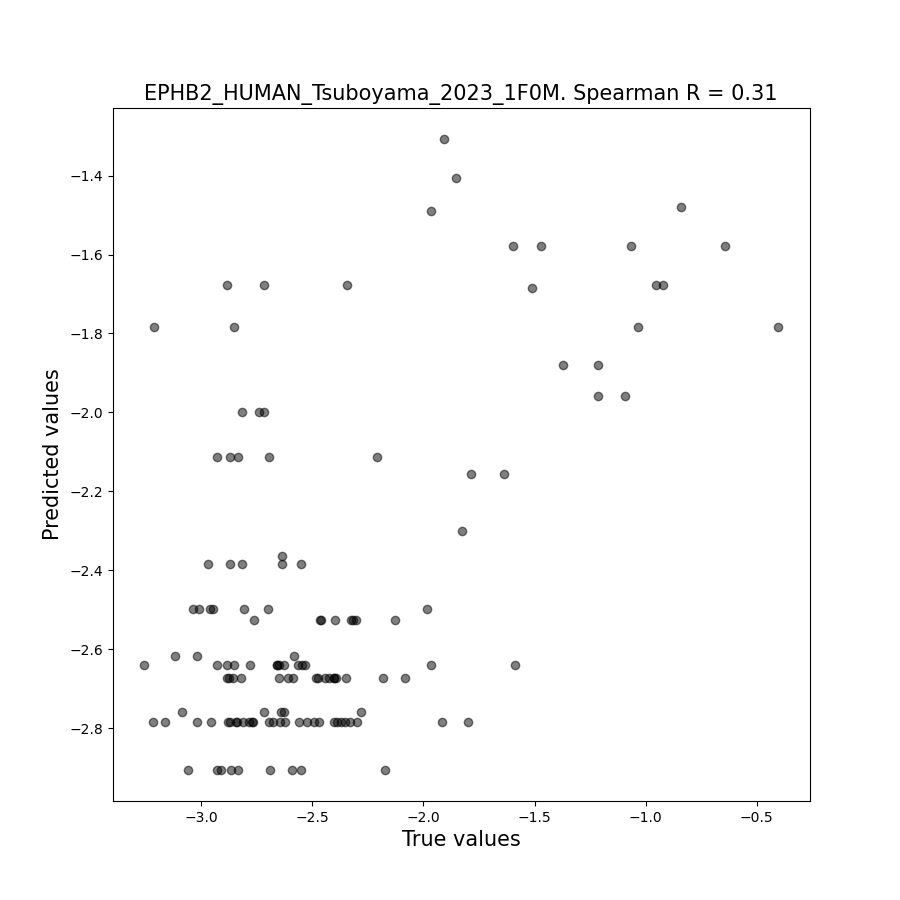 EPHB2_HUMAN_Tsuboyama_2023_1F0M. Spearman R = 0.31
Predicted values
−1.4
−1.6
−1.8
−2.0
−2.2
−2.4
−2.6
−2.8
−3.0 −2.5 −2.0 −1.5 −1.0 −0.5
True values